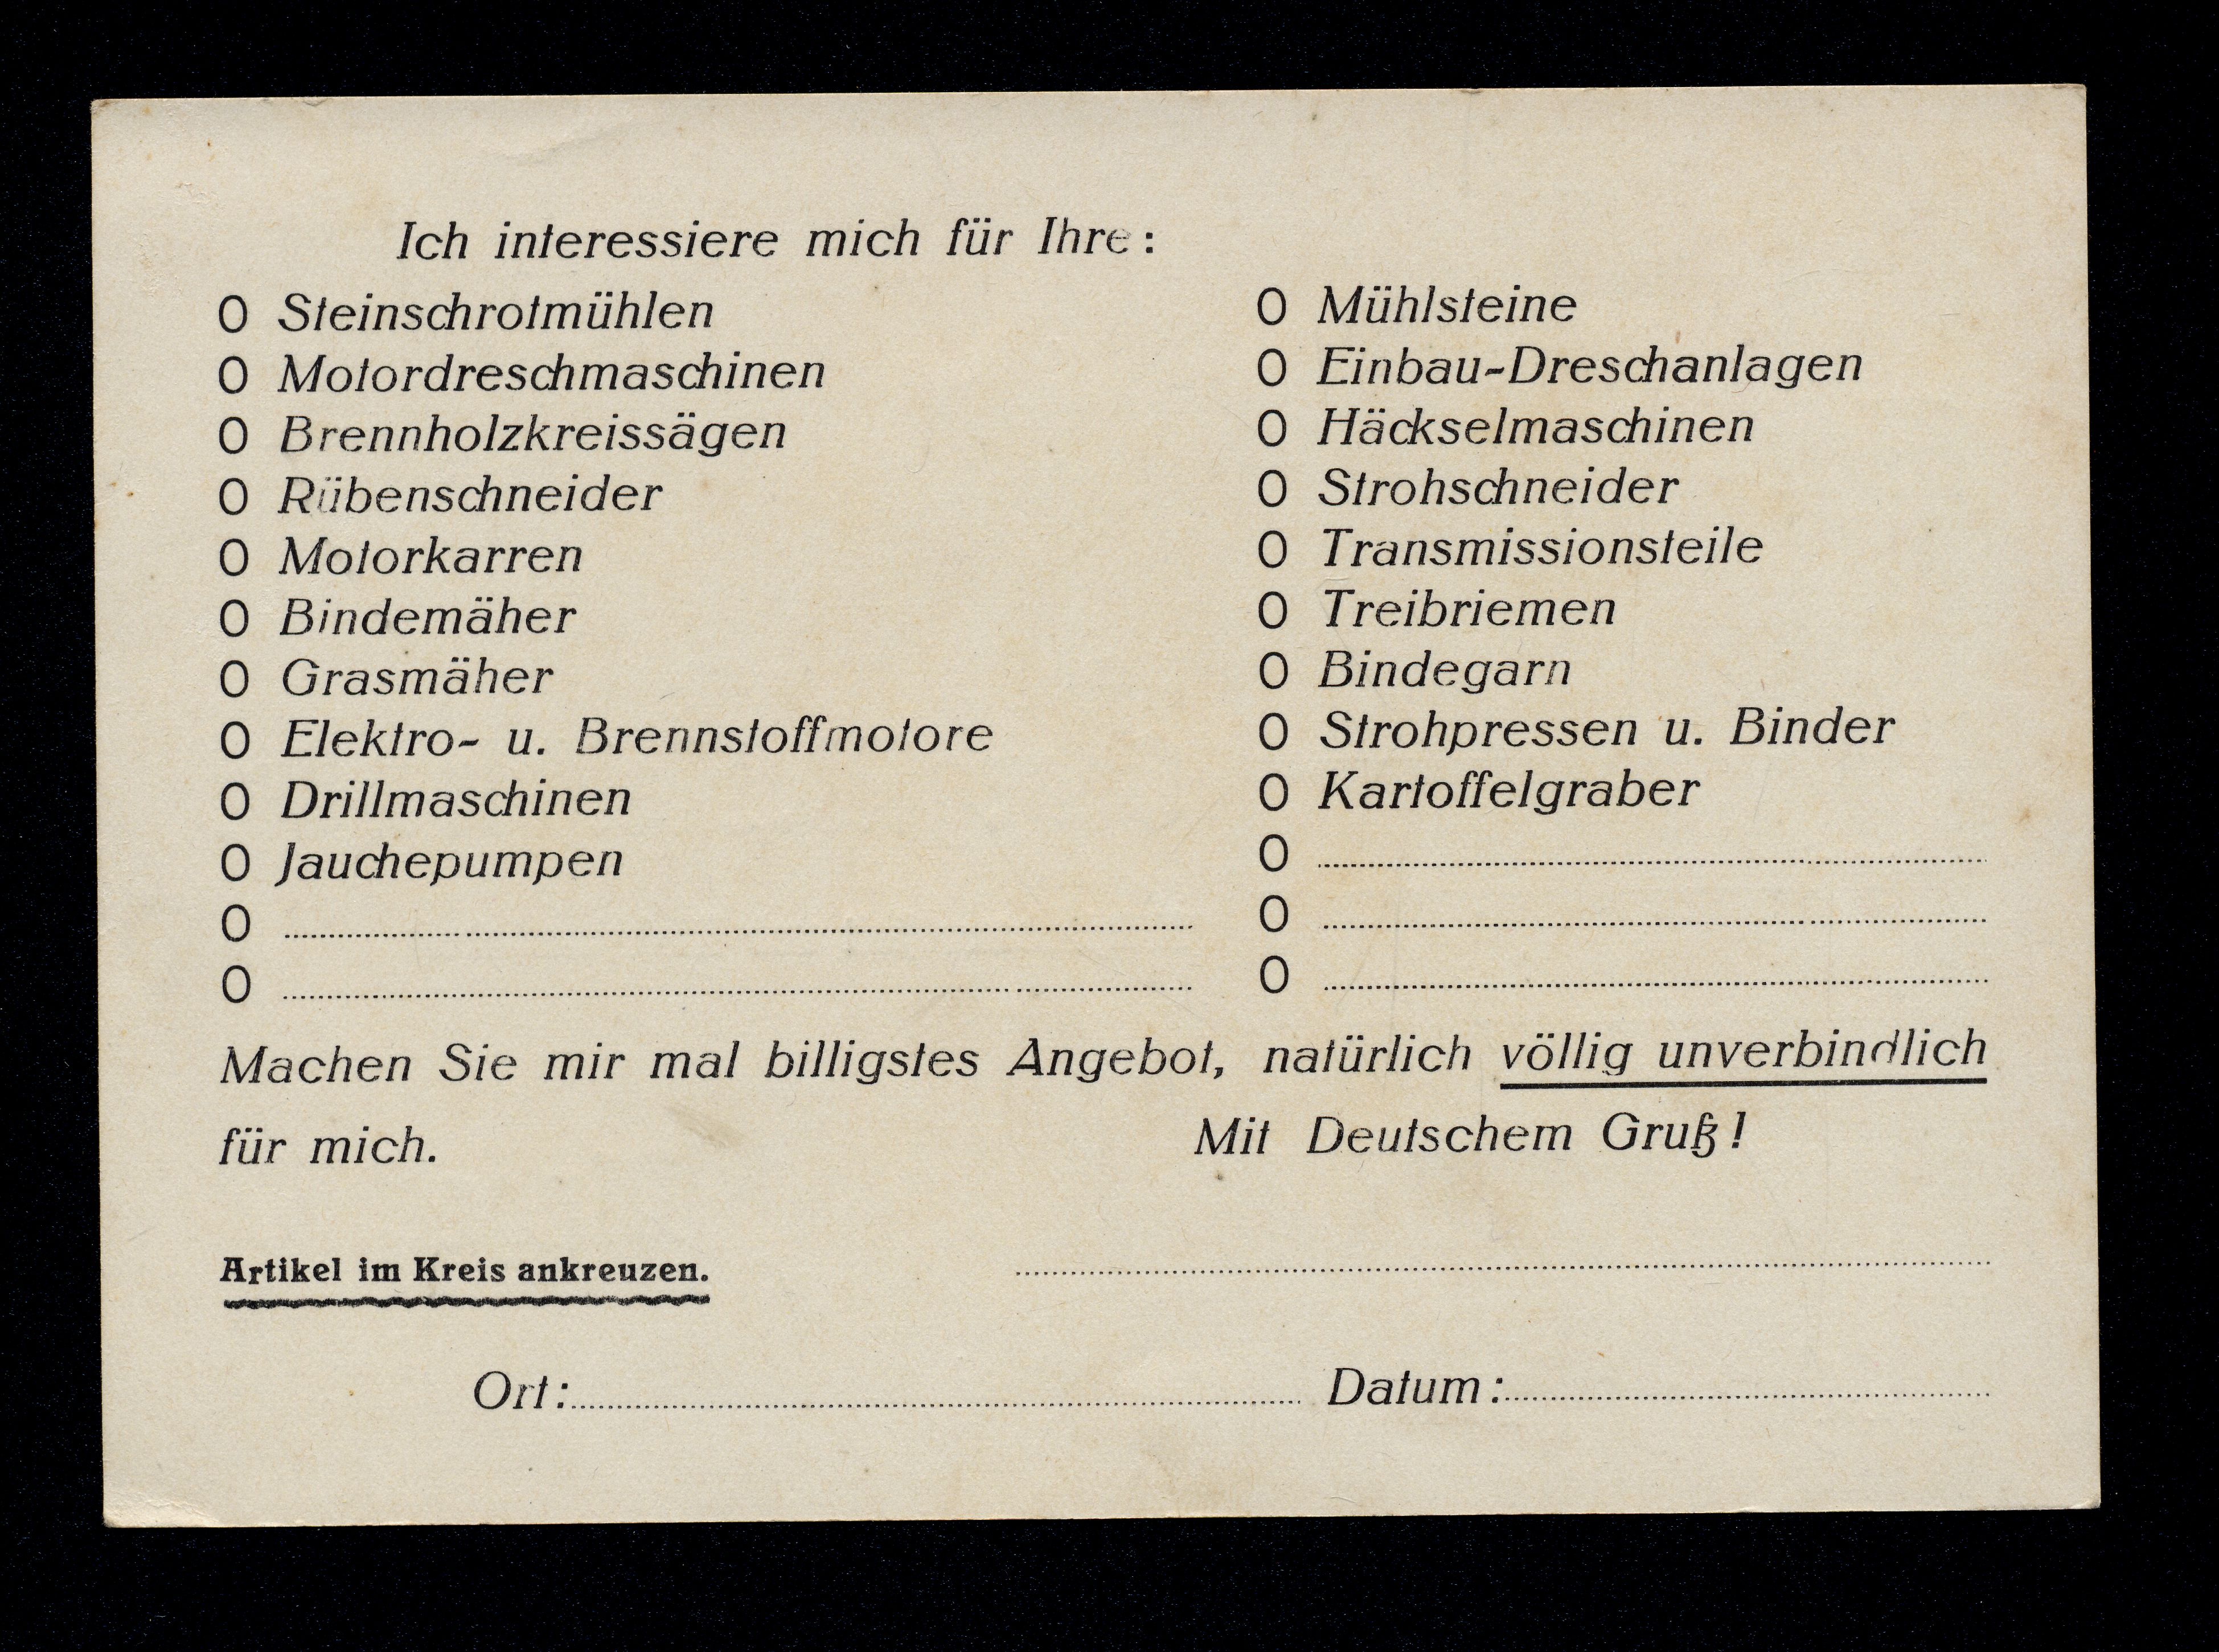 Ich interessiere mich für Ihre:
O Steinschrotmühlen
O Motordreschmaschinen
O Brennholzkreissägen
O Rübenschneider
O Motorkarren
O Bindemäher
O Grasmäher
O Elektro- u. Brennstoffmotore
O Drillmaschinen
O Jauchepumpen
O
O
O Mühlsteine
O Einbau-Dreschanlagen
O Häckselmaschinen
O Strohschneider
O Transmissionsteile
O Treibriemen
O Bindegarn
O Strohpressen u. Binder
O Kartoffelgraber
O
O
O
Machen Sie mir mal billigstes Angebot, natürlich völlig unverbindlich
für mich.
Mit Deutschem Gruß!
Artikel im Kreis ankreuzen.
Ort: Datum: